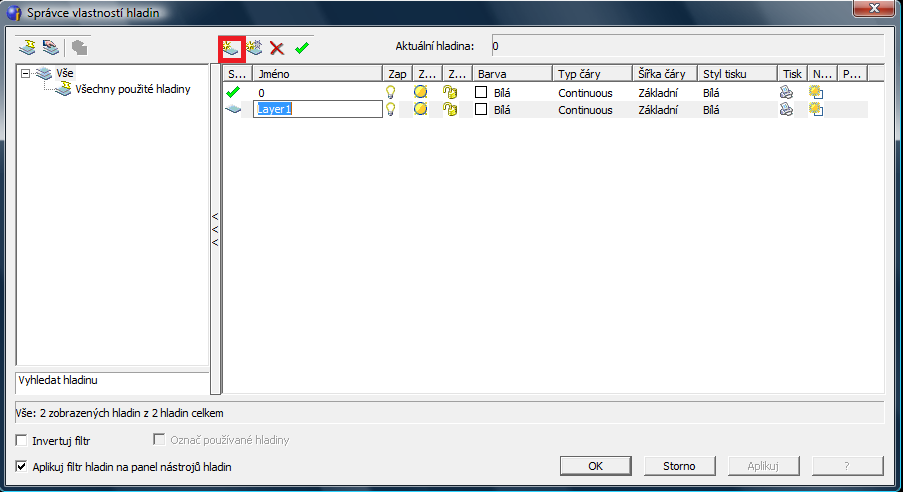 Správce vlastností hladin
Aktuální hladina: 0
Vše
Všechny použité hladiny
S... Jméno Zap Z... Z... Barva Typ čáry Šířka čáry Styl tisku Tisk N... P...
0 Bílá Continuous Základní Bílá
Layer1 Bílá Continuous Základní Bílá
<
<
<
Vyhledat hladinu
Vše: 2 zobrazených hladin z 2 hladin celkem
Invertuj filtr Označ používané hladiny
Aplikuj filtr hladin na panel nástrojů hladin
OK Storno Aplikuj ?